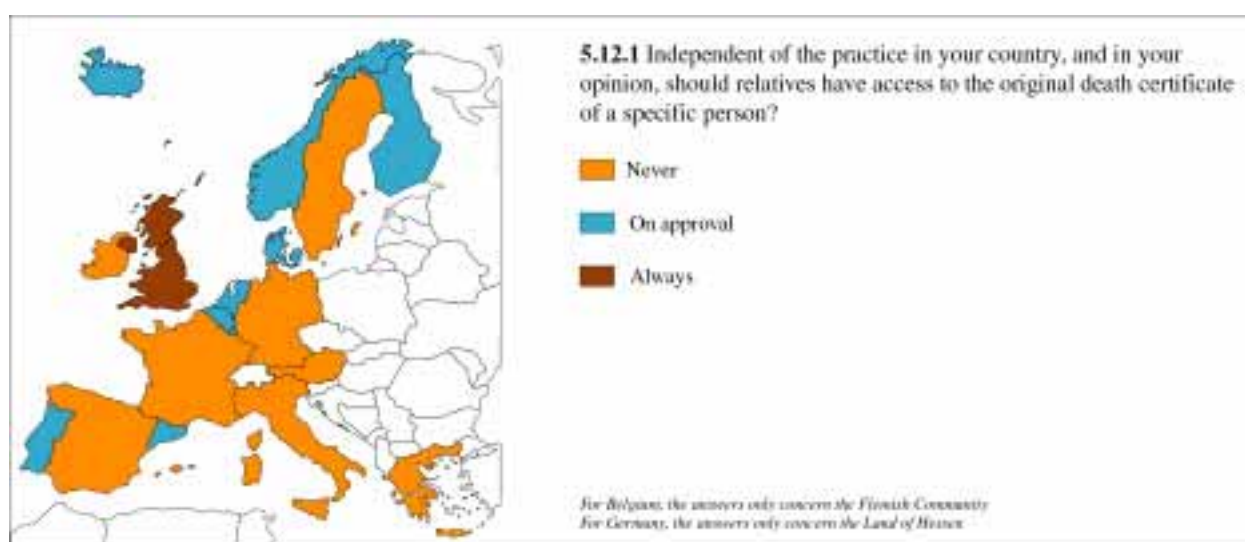 5.12.1 Independent of the practice in your country, and in your
opinion, should relatives have access to the original death certificate
of a specific person?
Never
On approval
Always
For Belgium, the answers only concern the Flemish Community
For Germany, the answers only concern the Land of Hessen